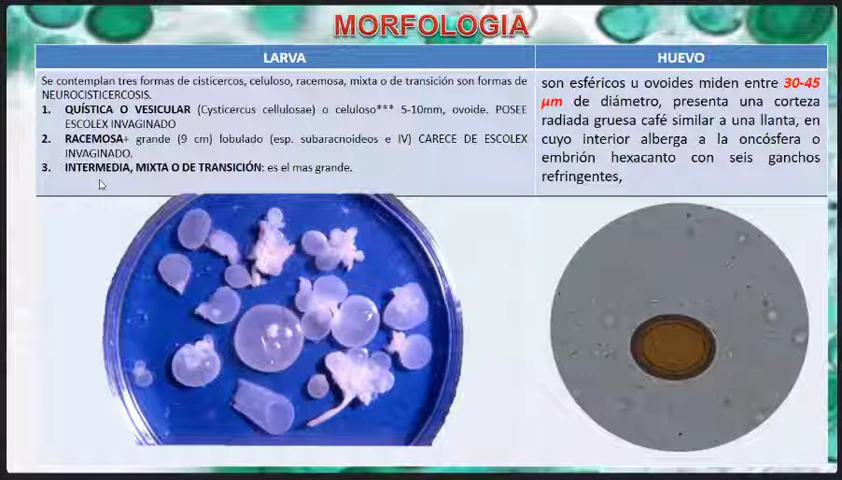 MORFOLOGIA
LARVA
Se contemplan tres formas de cisticercos, celuloso, racemosa, mixta o de transición son formas de
NEUROCISTICERCOSIS.
1. QUÍSTICA O VESICULAR (Cysticercus cellulosae) o celuloso*** 5-10mm, ovoide. POSEE
ESCOLEX INVAGINADO
2. RACEMOSA+ grande (9 cm) lobulado (esp. subaracnoideos e IV) CARECE DE ESCOLEX
INVAGINADO.
3. INTERMEDIA, MIXTA O DE TRANSICIÓN: es el mas grande.
HUEVO
son esféricos u ovoides miden entre 30-45
μm de diámetro, presenta una corteza
radiada gruesa café similar a una llanta, en
cuyo interior alberga a la oncósfera o
embrión hexacanto con seis ganchos
refringentes,